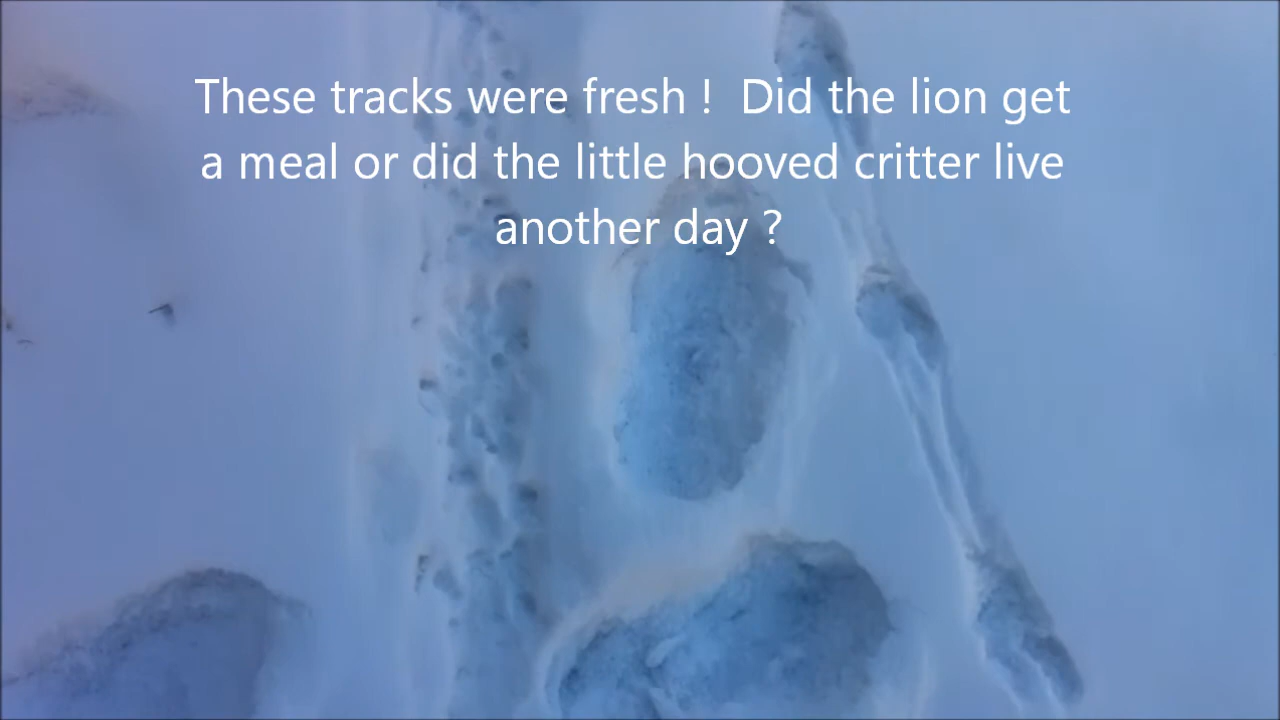 These tracks were fresh !  Did the lion get
a meal or did the little hooved critter live
another day ?